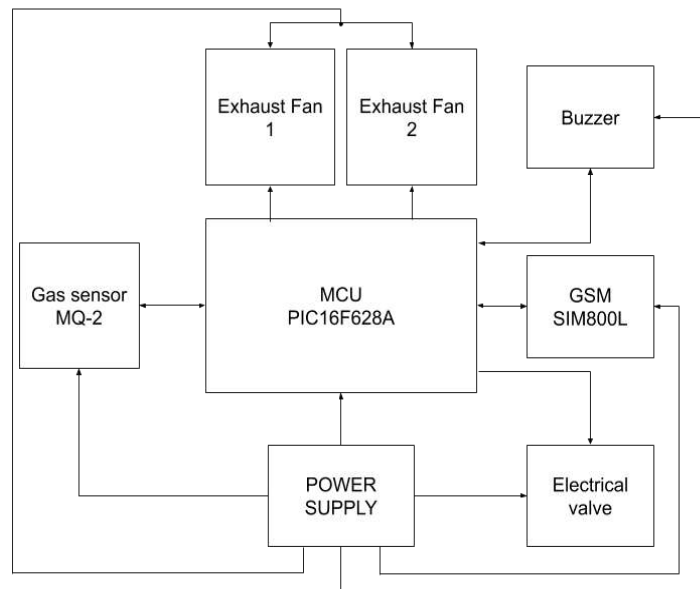 Exhaust Fan
1
Exhaust Fan
2
Buzzer
Gas sensor
MQ-2
MCU
PIC16F628A
GSM
SIM800L
POWER
SUPPLY
Electrical
valve